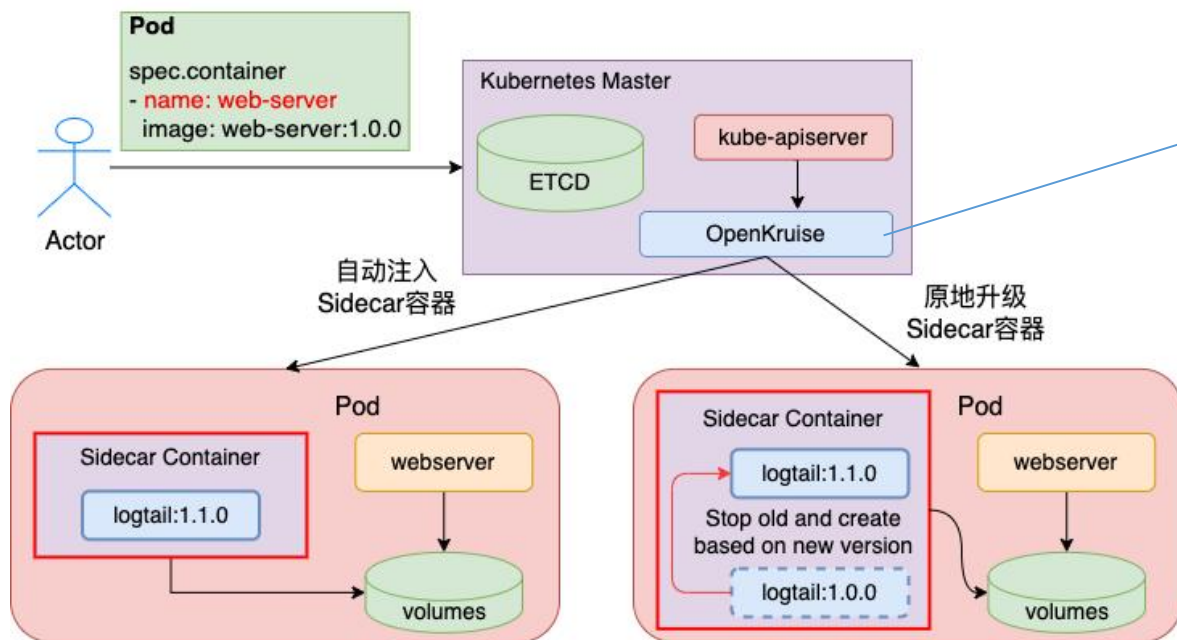 Pod
spec.container
- name: web-server
image: web-server:1.0.0
Actor
Kubernetes Master
ETCD
kube-apiserver
OpenKruise
自动注入
Sidecar容器
原地升级
Sidecar容器
Pod
Sidecar Container
logtail:1.1.0
webserver
volumes
Pod
Sidecar Container
logtail:1.1.0
Stop old and create
based on new version
logtail:1.0.0
webserver
volumes